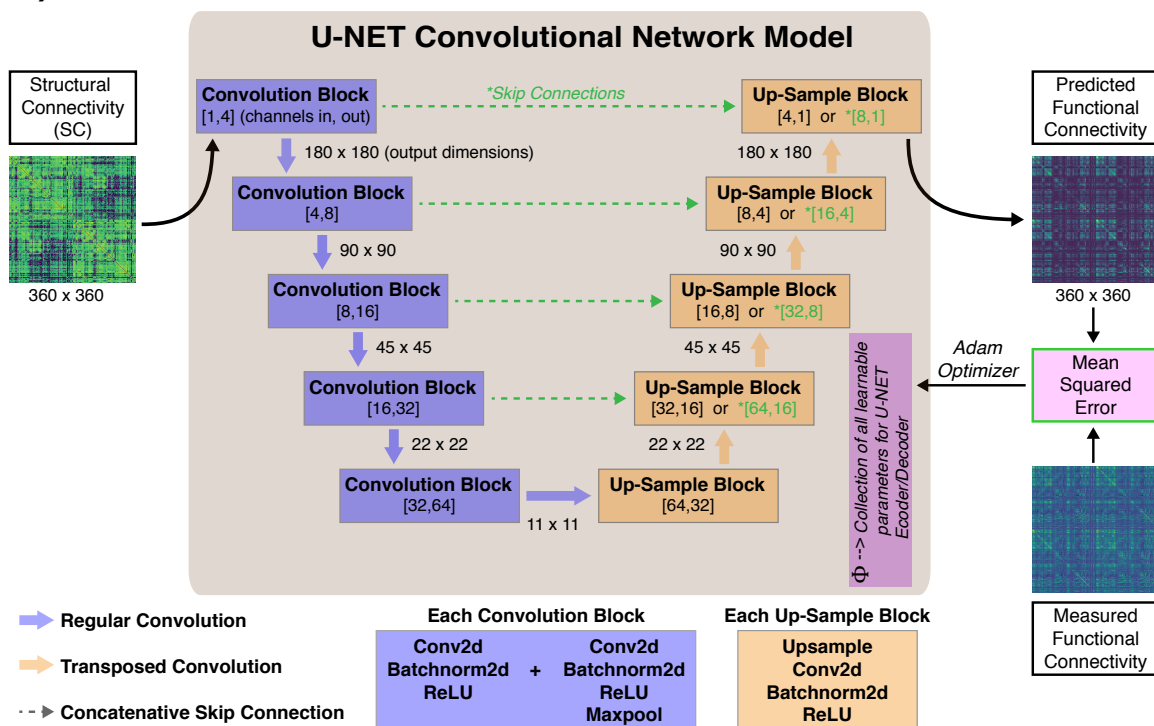 U-NET Convolutional Network Model
Structural
Connectivity
(SC)
360 x 360
Convolution Block
[1,4] (channels in, out)
*Skip Connections
Up-Sample Block
[4,1] or *[8,1]
180 x 180 (output dimensions)
180 x 180
Convolution Block
[4,8]
Up-Sample Block
[8,4] or *[16,4]
90 x 90
90 x 90
Convolution Block
[8,16]
Up-Sample Block
[16,8] or *[32,8]
45 x 45
45 x 45
Convolution Block
[16,32]
Up-Sample Block
[32,16] or *[64,16]
22 x 22
22 x 22
Convolution Block
[32,64]
11 x 11
Up-Sample Block
[64,32]
Φ --> Collection of all learnable
parameters for U-NET
Ecoder/Decoder
Predicted
Functional
Connectivity
360 x 360
Adam
Optimizer
Mean
Squared
Error
Measured
Functional
Connectivity
Regular Convolution
Transposed Convolution
Concatenative Skip Connection
Each Convolution Block
Conv2d
Batchnorm2d
ReLU
+
Conv2d
Batchnorm2d
ReLU
Maxpool
Each Up-Sample Block
Upsample
Conv2d
Batchnorm2d
ReLU